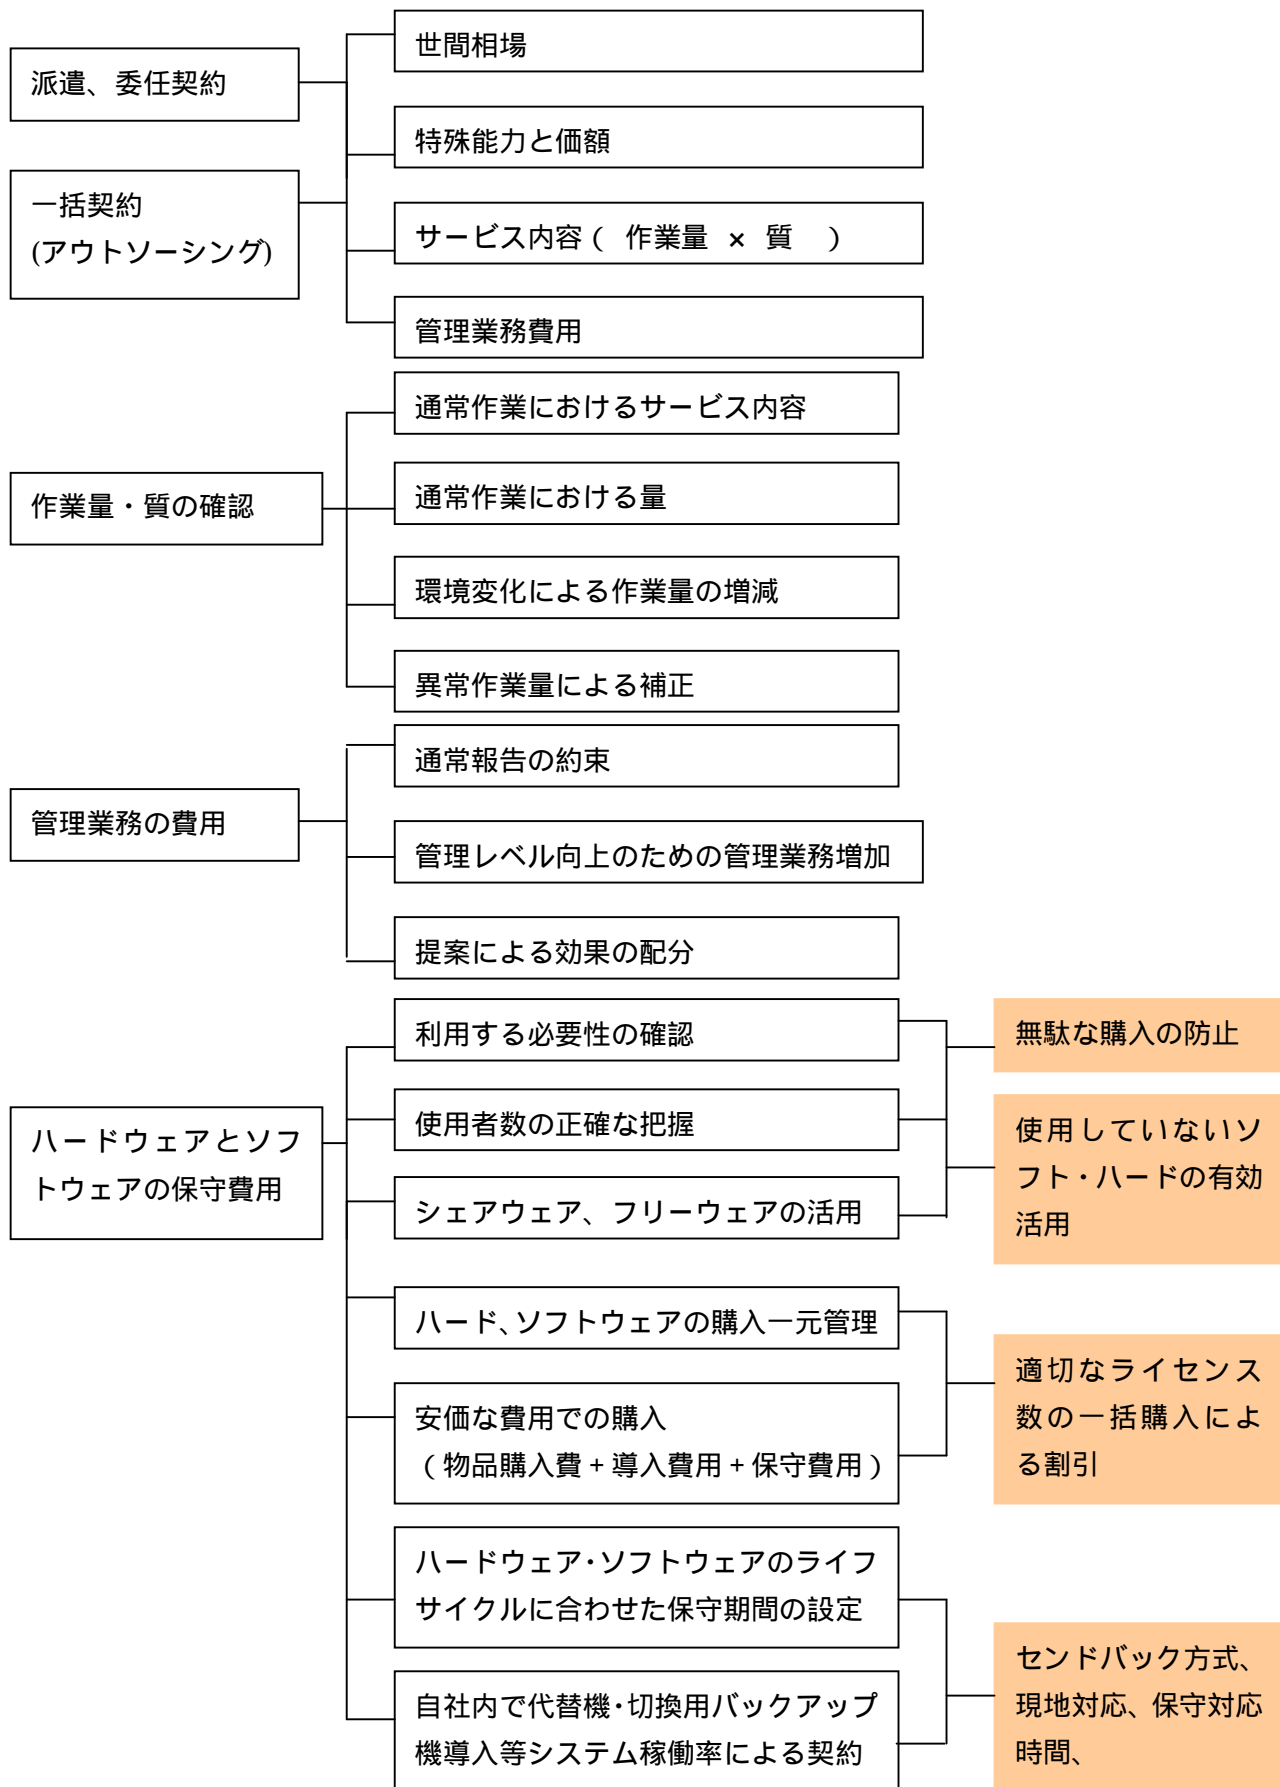 派遣、委任契約
一括契約
(アウトソーシング)
世間相場
特殊能力と価額
サービス内容( 作業量 × 質 )
管理業務費用
作業量・質の確認
通常作業におけるサービス内容
通常作業における量
環境変化による作業量の増減
異常作業量による補正
管理業務の費用
通常報告の約束
管理レベル向上のための管理業務増加
提案による効果の配分
ハードウェアとソフ
トウェアの保守費用
利用する必要性の確認
使用者数の正確な把握
シェアウェア、フリーウェアの活用
無駄な購入の防止
使用していないソ
フト・ハードの有効
活用
ハード、ソフトウェアの購入一元管理
安価な費用での購入
(物品購入費+導入費用+保守費用)
適切なライセンス
数の一括購入によ
る割引
ハードウェア・ソフトウェアのライフ
サイクルに合わせた保守期間の設定
自社内で代替機・切換用バックアップ
機導入等システム稼働率による契約
センドバック方式、
現地対応、保守対応
時間、